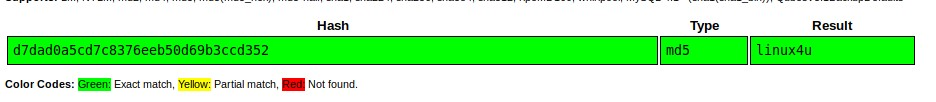 Hash Type Result
d7dad0a5cd7c8376eeb50d69b3ccd352 md5 linux4u
Color Codes: Green: Exact match, Yellow: Partial match, Red: Not found.